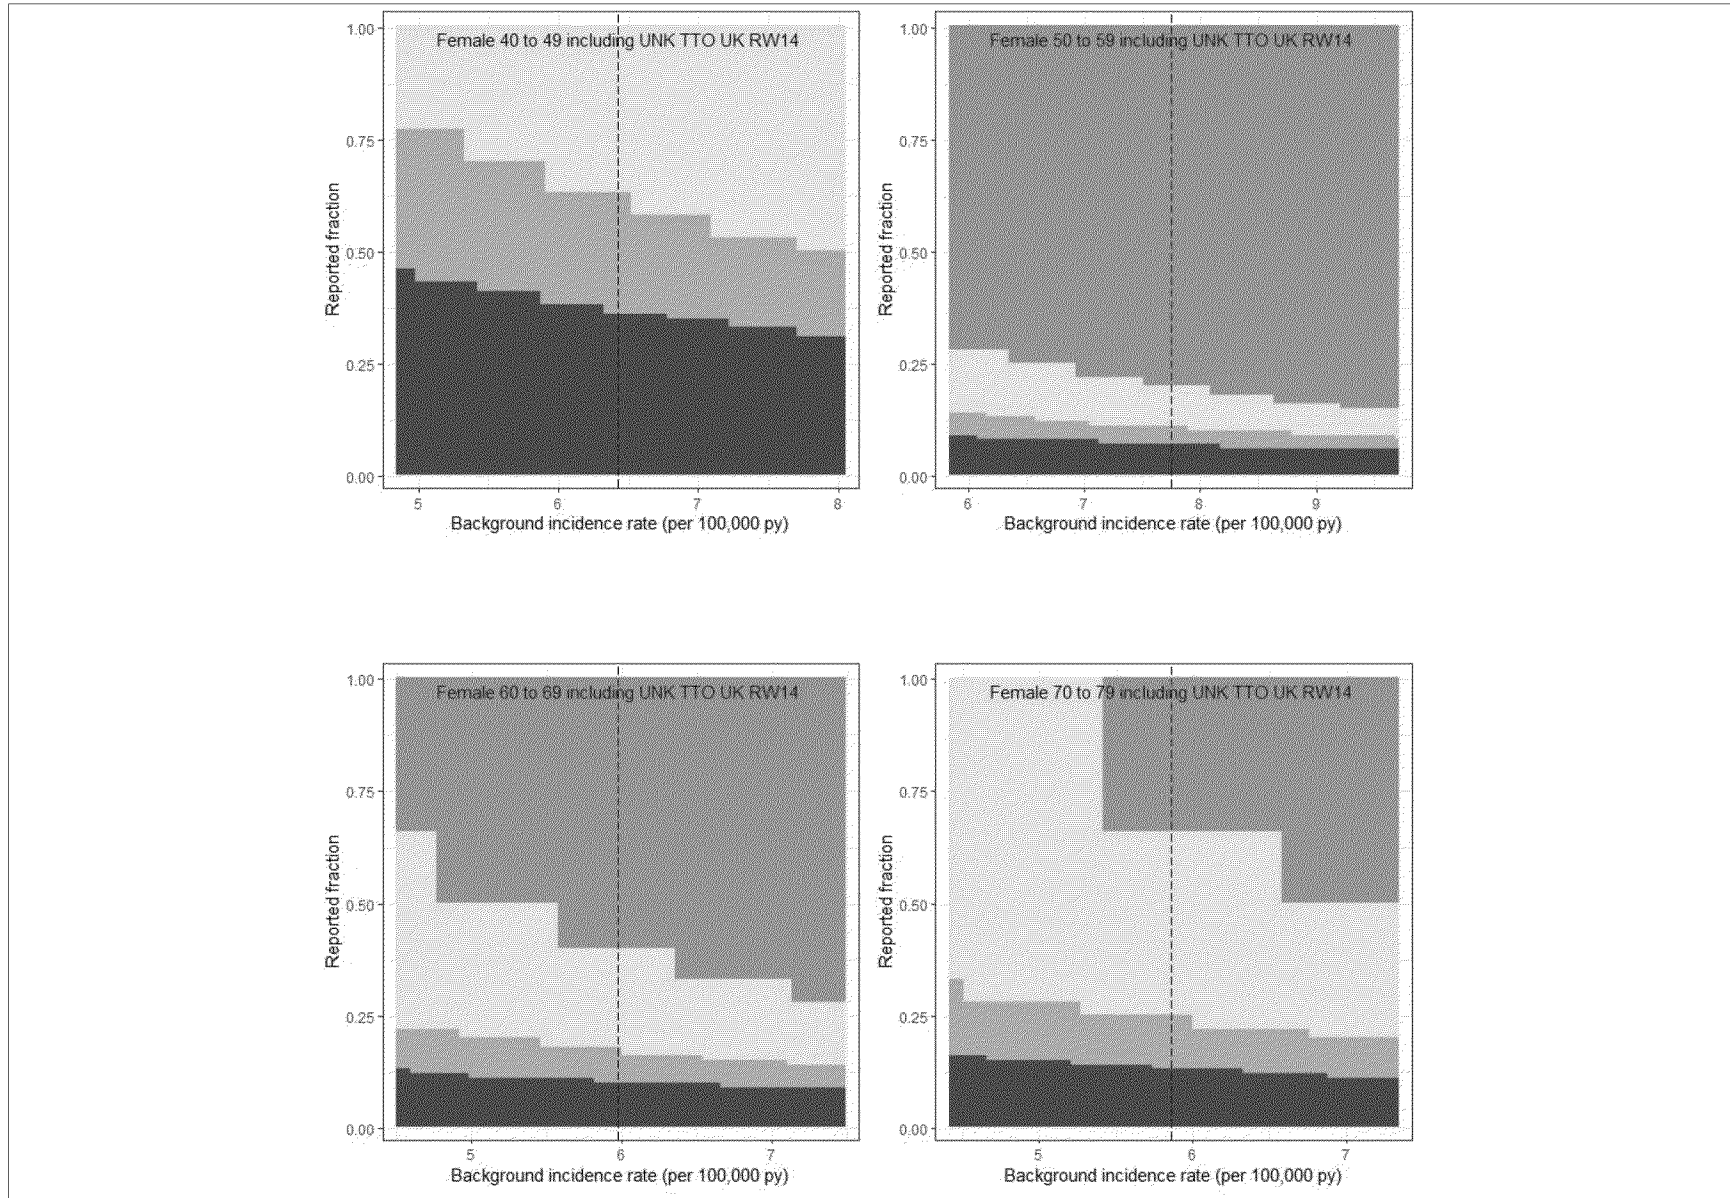 Female 40 to 49 including UNK TTO UK RW14
1.00
0.75
0.50
0.25
0.00
Reported fraction
5 6 7 8
Background incidence rate (per 100,000 py)
Female 50 to 59 including UNK TTO UK RW14
1.00
0.75
0.50
0.25
0.00
Reported fraction
6 7 8 9
Background incidence rate (per 100,000 py)
Female 60 to 69 including UNK TTO UK RW14
1.00
0.75
0.50
0.25
0.00
Reported fraction
5 6 7
Background incidence rate (per 100,000 py)
Female 70 to 79 including UNK TTO UK RW14
1.00
0.75
0.50
0.25
0.00
Reported fraction
5 6 7
Background incidence rate (per 100,000 py)